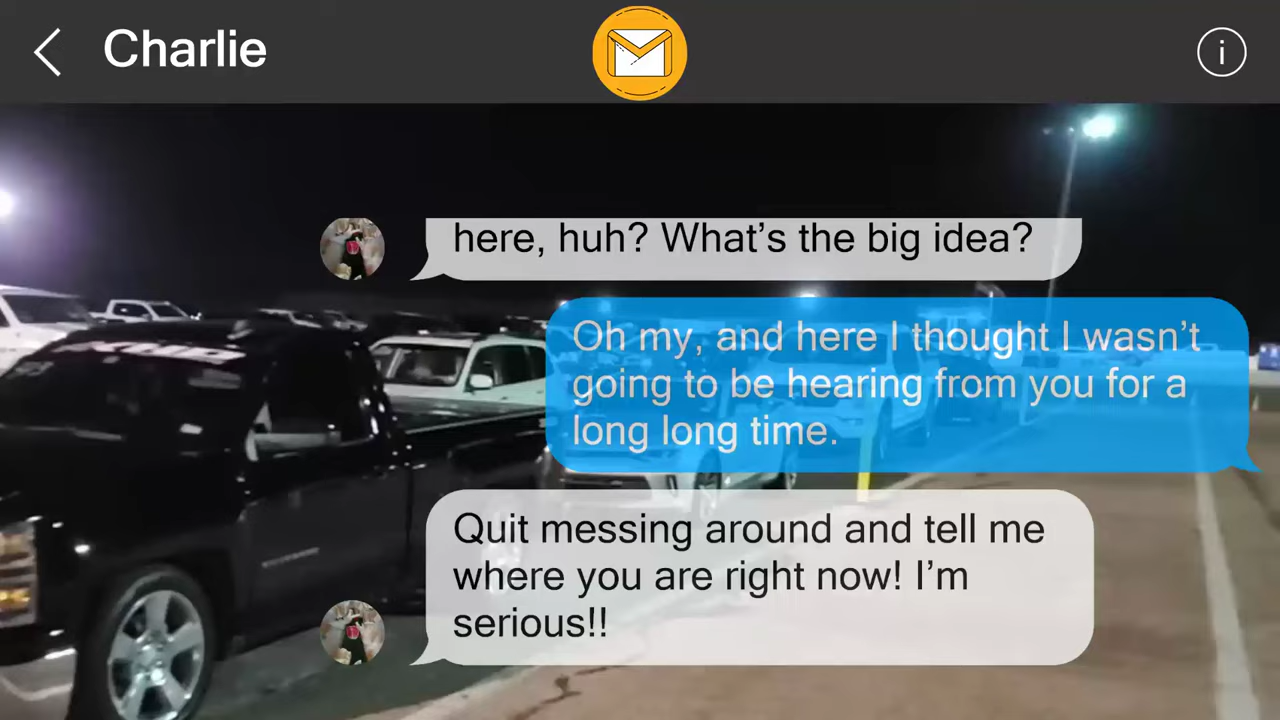 Charlie
here, huh? What's the big idea?
Oh my, and here I thought I wasn't
going to be hearing from you for a
long long time.
Quit messing around and tell me
where you are right now! I'm
serious!!